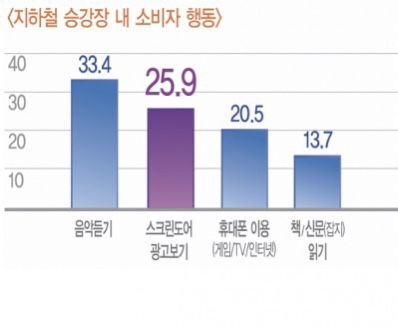 <지하철 승강장 내 소비자 행동>
40
30
20
10
33.4
25.9
20.5
13.7
음악듣기
스크린도어
광고보기
휴대폰 이용
(게임/TV/인터넷)
책/신문(잡지)
읽기